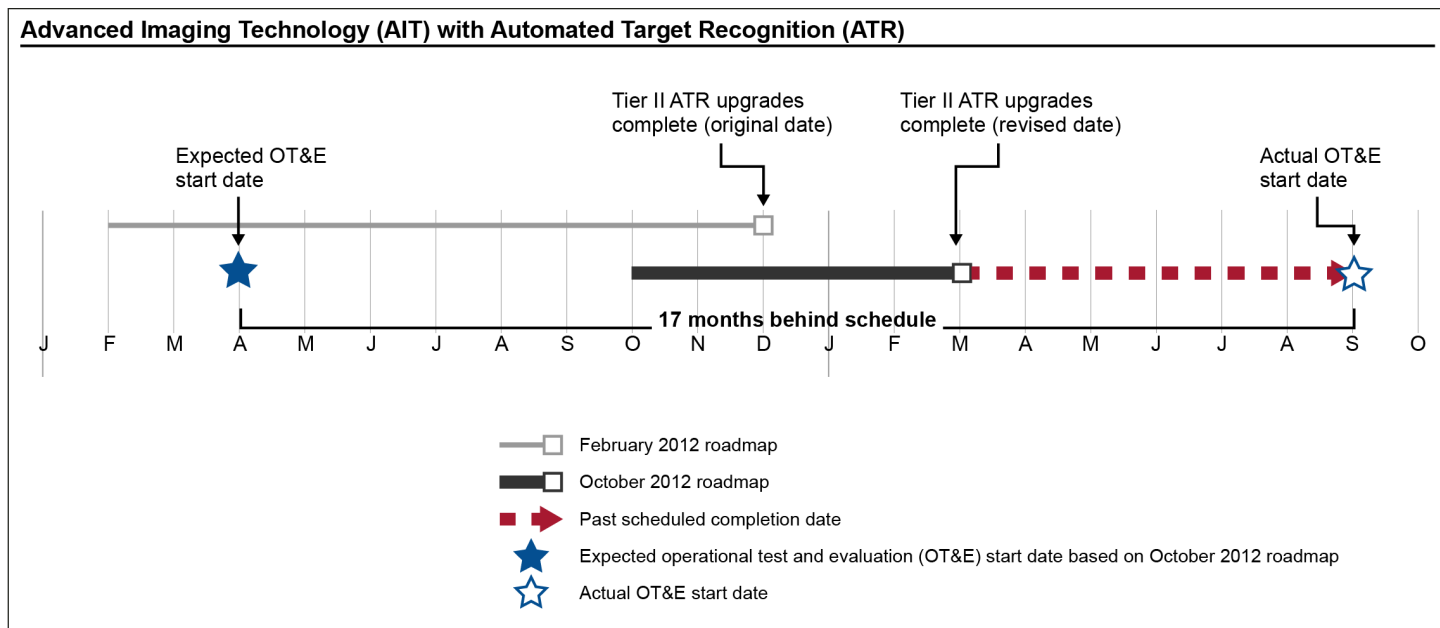 Advanced Imaging Technology (AIT) with Automated Target Recognition (ATR)
Tier II ATR upgrades
complete (original date)
Tier II ATR upgrades
complete (revised date)
Expected OT&E
start date
Actual OT&E
start date
17 months behind schedule
J F M A M J J A S O N D J F M A M J J A S O
February 2012 roadmap
October 2012 roadmap
Past scheduled completion date
Expected operational test and evaluation (OT&E) start date based on October 2012 roadmap
Actual OT&E start date